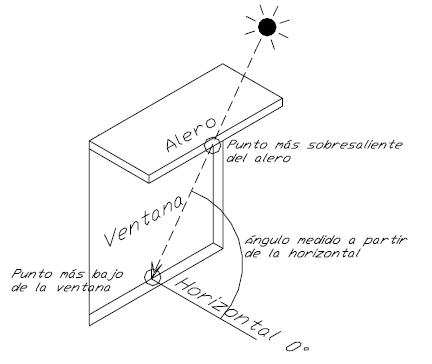 Alero
Punto más sobresaliente
del alero
Ventana
Ángulo medido a partir
de la horizontal
Punto más bajo
de la ventana
Horizontal 0°